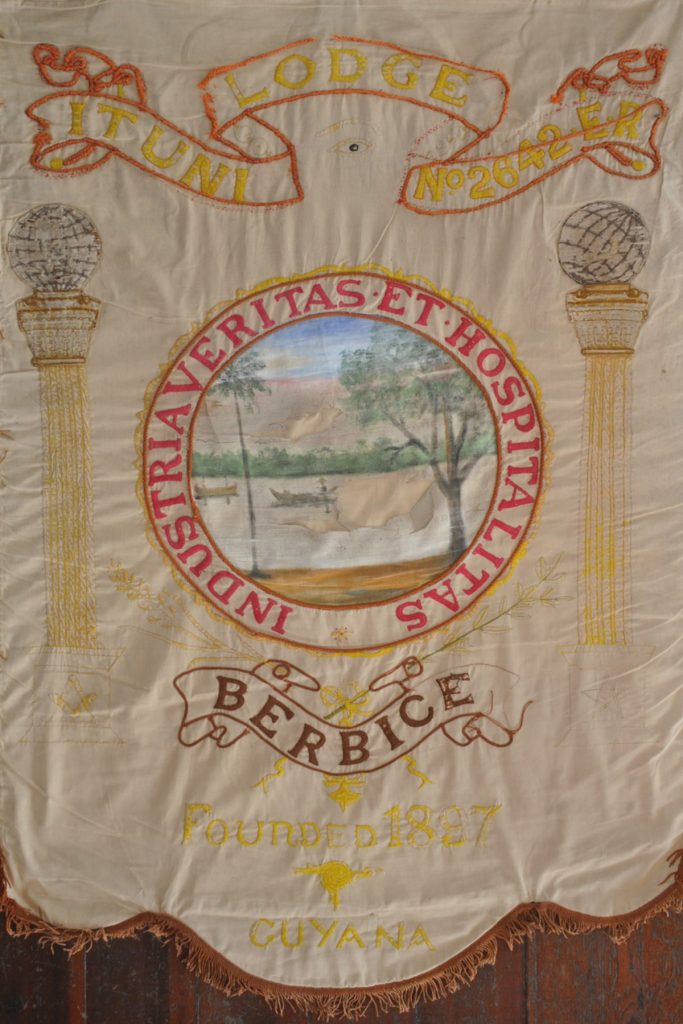 LODGE
ITUNI
No 2642·E·R
INDUSTRIA VERITAS·ET·HOSPITALITAS
BERBICE
FOUNDED 1897
GUYANA